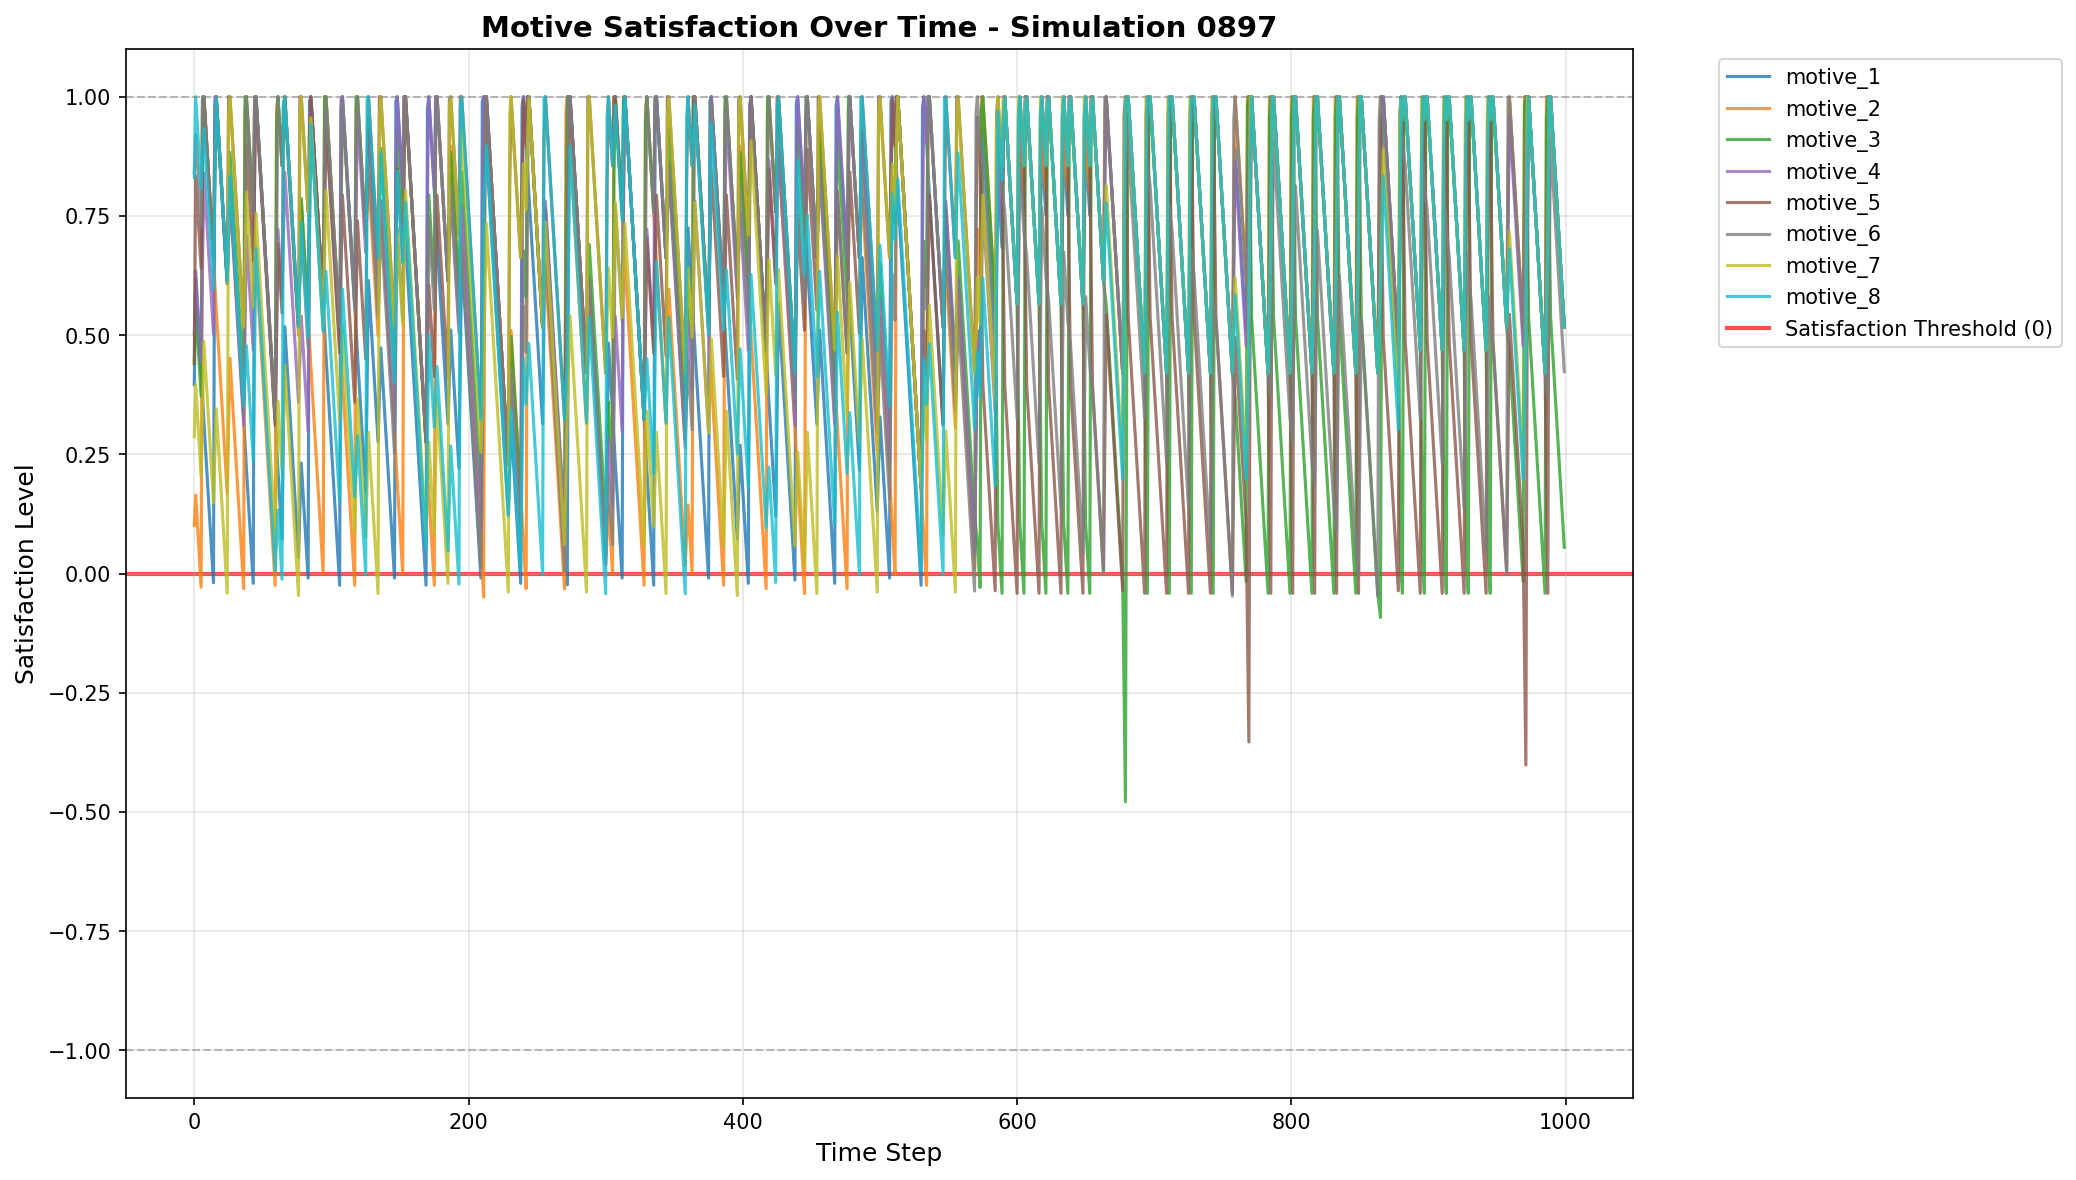 Motive Satisfaction Over Time - Simulation 0897
Satisfaction Level
1.00
0.75
0.50
0.25
0.00
−0.25
−0.50
−0.75
−1.00
0
200
400
600
800
1000
Time Step
motive_1
motive_2
motive_3
motive_4
motive_5
motive_6
motive_7
motive_8
Satisfaction Threshold (0)